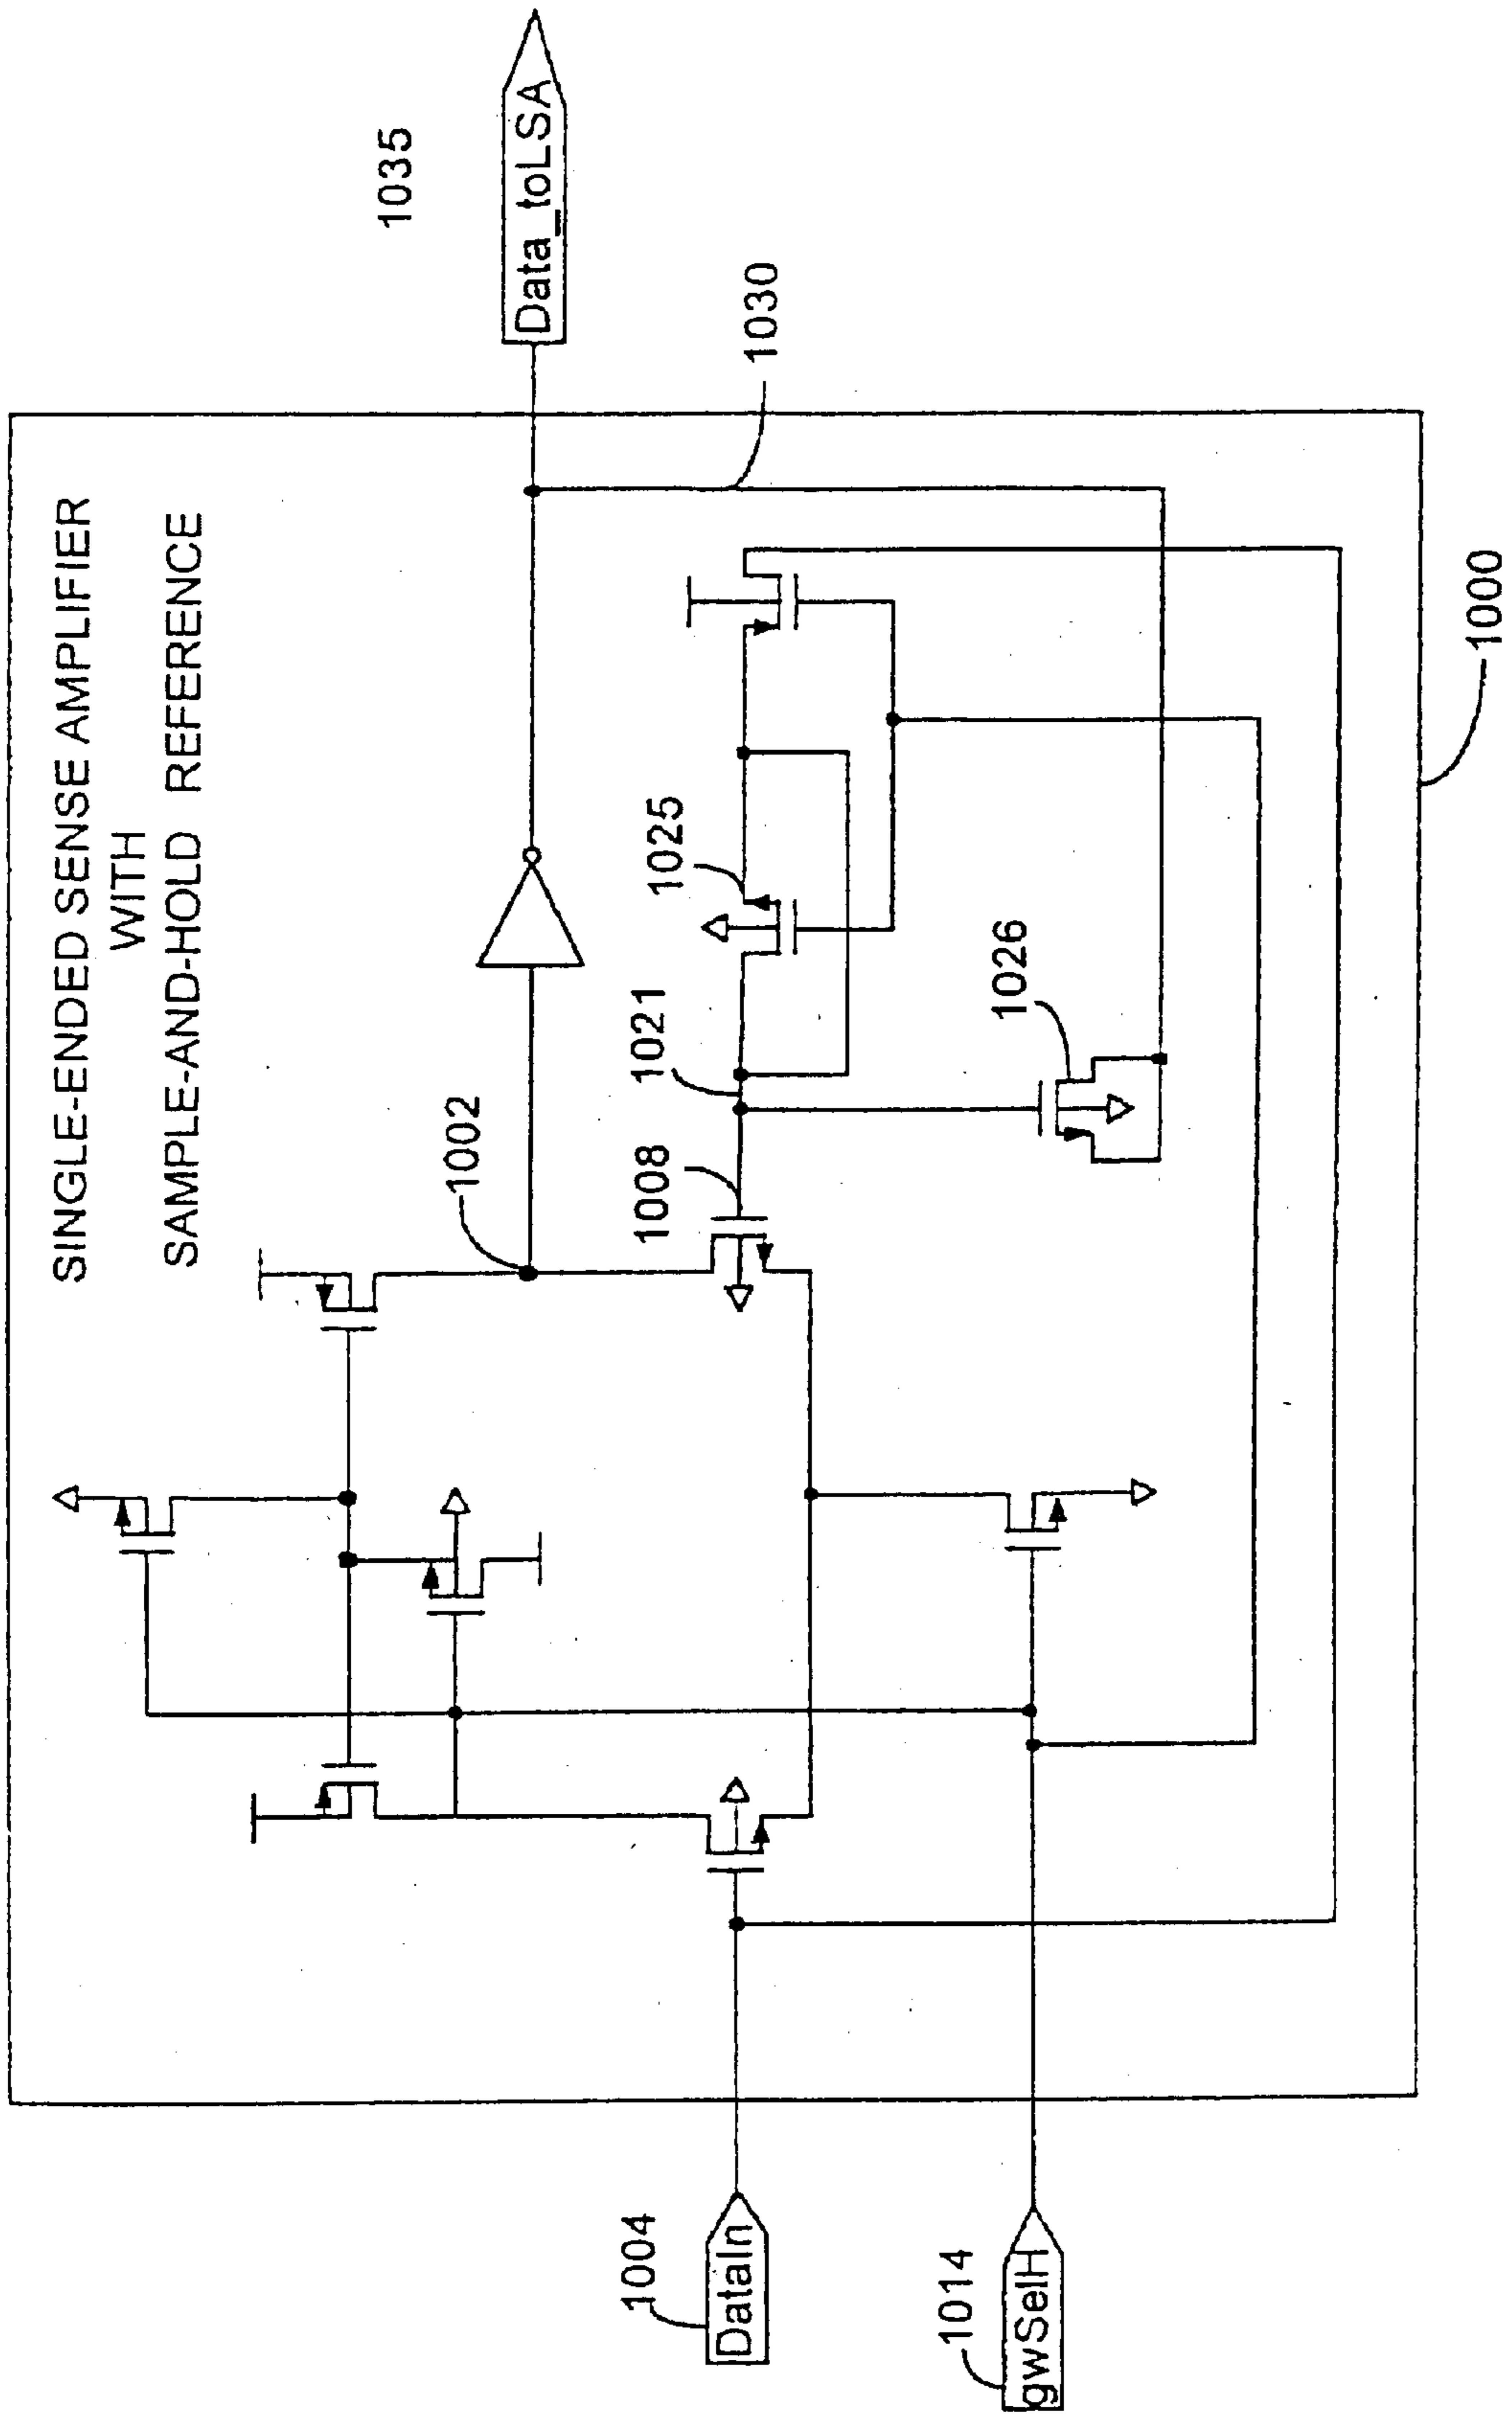 SINGLE-ENDED SENSE AMPLIFIER
WITH
SAMPLE-AND-HOLD REFERENCE
1035
Data_toLSA
1030
1002
1025
1021
1008
1026
1004
DataIn
1014
gwSelH
1000